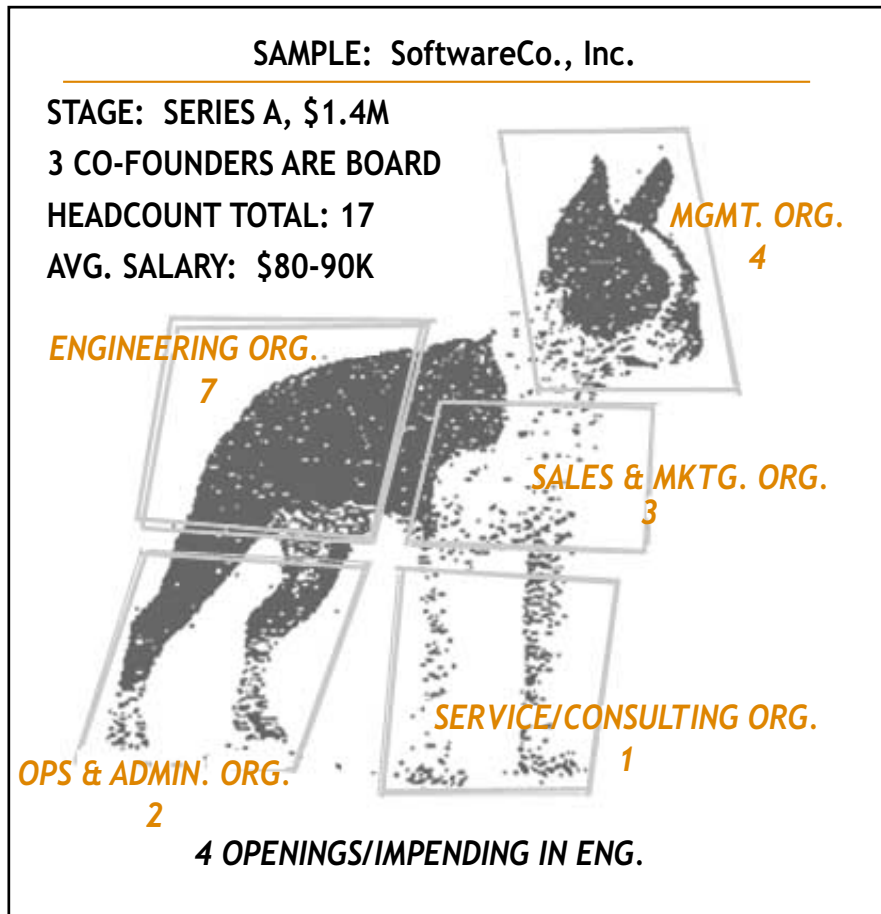 SAMPLE: SoftwareCo., Inc.
STAGE: SERIES A, $1.4M
3 CO-FOUNDERS ARE BOARD
HEADCOUNT TOTAL: 17
AVG. SALARY: $80-90K
MGMT. ORG.
4
ENGINEERING ORG.
7
SALES & MKTG. ORG.
3
SERVICE/CONSULTING ORG.
1
OPS & ADMIN. ORG.
2
4 OPENINGS/IMPENDING IN ENG.